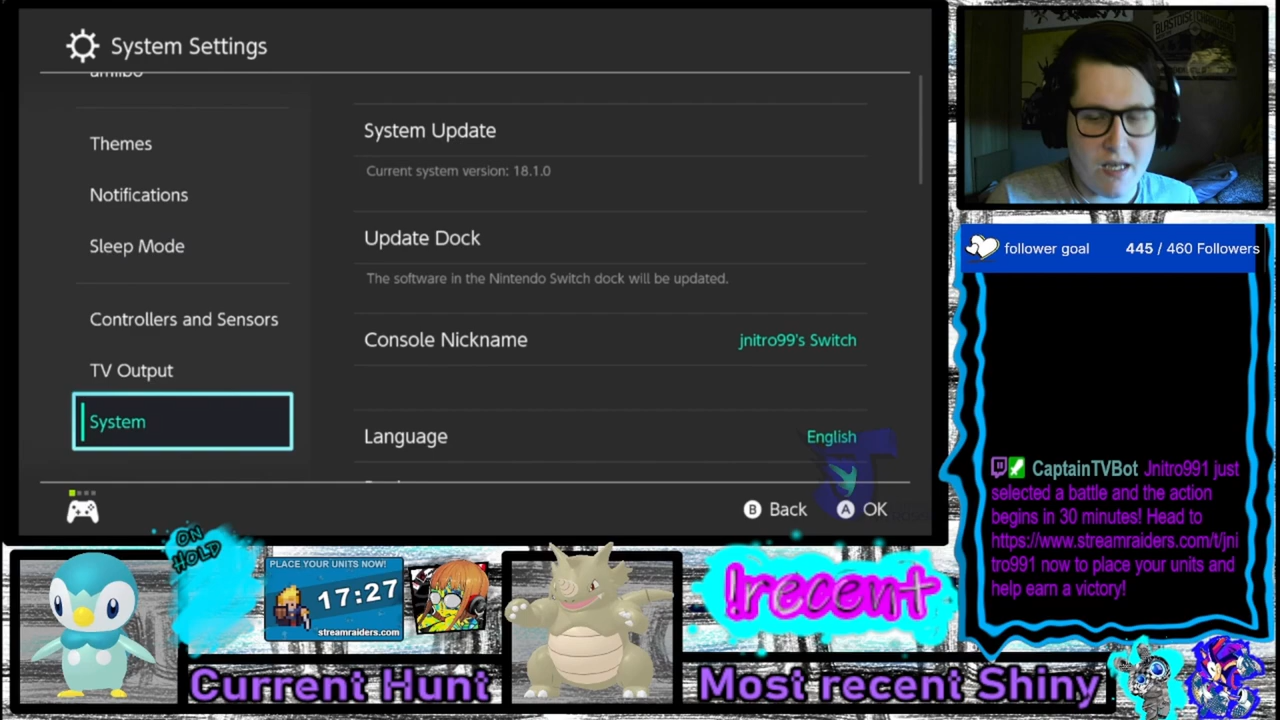 System Settings
amiibo
Themes
Notifications
Sleep Mode
Controllers and Sensors
TV Output
System
System Update
Current system version: 18.1.0
Update Dock
The software in the Nintendo Switch dock will be updated.
Console Nickname jnitro99's Switch
Language English
B Back A OK
BLASTOISE
follower goal 445 / 460 Followers
CaptainTVBot Jnitro991 just
selected a battle and the action
begins in 30 minutes! Head to
https://www.streamraiders.com/t/jni
tro991 now to place your units and
help earn a victory!
ON
HOLD
PLACE YOUR UNITS NOW!
17:27
streamraiders.com
!recent
Current Hunt
Most recent Shiny